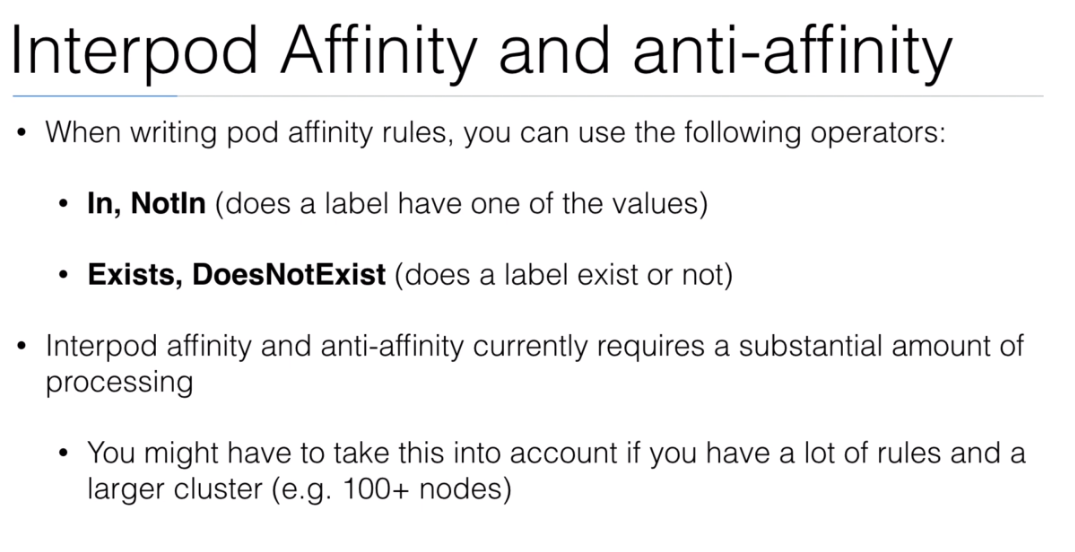 Interpod Affinity and anti-affinity
• When writing pod affinity rules, you can use the following operators:
• In, NotIn (does a label have one of the values)
• Exists, DoesNotExist (does a label exist or not)
• Interpod affinity and anti-affinity currently requires a substantial amount of
processing
• You might have to take this into account if you have a lot of rules and a
larger cluster (e.g. 100+ nodes)